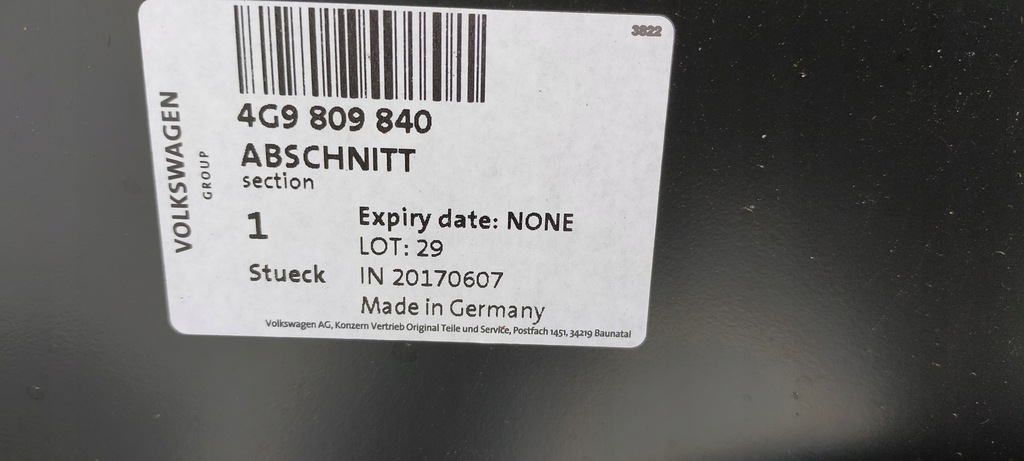 3822
VOLKSWAGEN
GROUP
4G9 809 840
ABSCHNITT
section
1
Stueck
Expiry date: NONE
LOT: 29
IN 20170607
Made in Germany
Volkswagen AG, Konzern Vertrieb Original Teile und Service, Postfach 1451, 34219 Baunatal